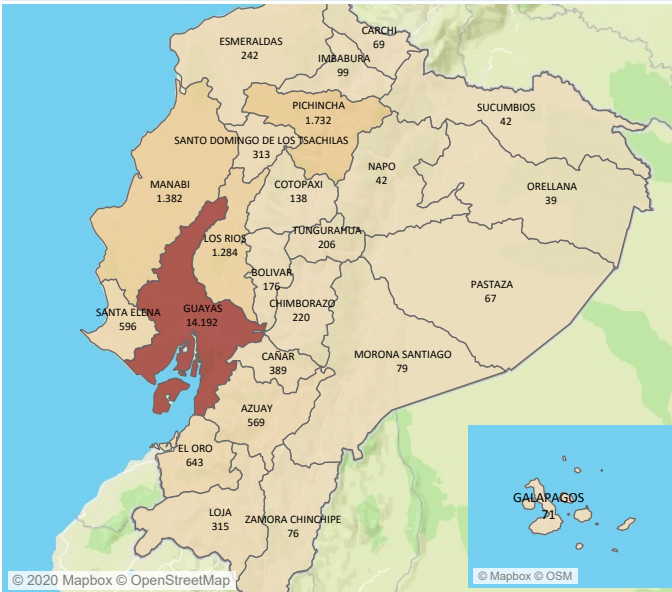 CARCHI
69
ESMERALDAS
242
IMBABURA
99
PICHINCHA
1.732
SUCUMBIOS
42
SANTO DOMINGO DE LOS TSACHILAS
313
NAPO
42
MANABI
1.382
COTOPAXI
138
ORELLANA
39
TUNGURAHUA
206
LOS RIOS
1.284
BOLIVAR
176
PASTAZA
67
CHIMBORAZO
220
SANTA ELENA
596
GUAYAS
14.192
CAÑAR
389
MORONA SANTIAGO
79
AZUAY
569
EL ORO
643
GALAPAGOS
71
LOJA
315
ZAMORA CHINCHIPE
76
© 2020 Mapbox © OpenStreetMap
© Mapbox © OSM